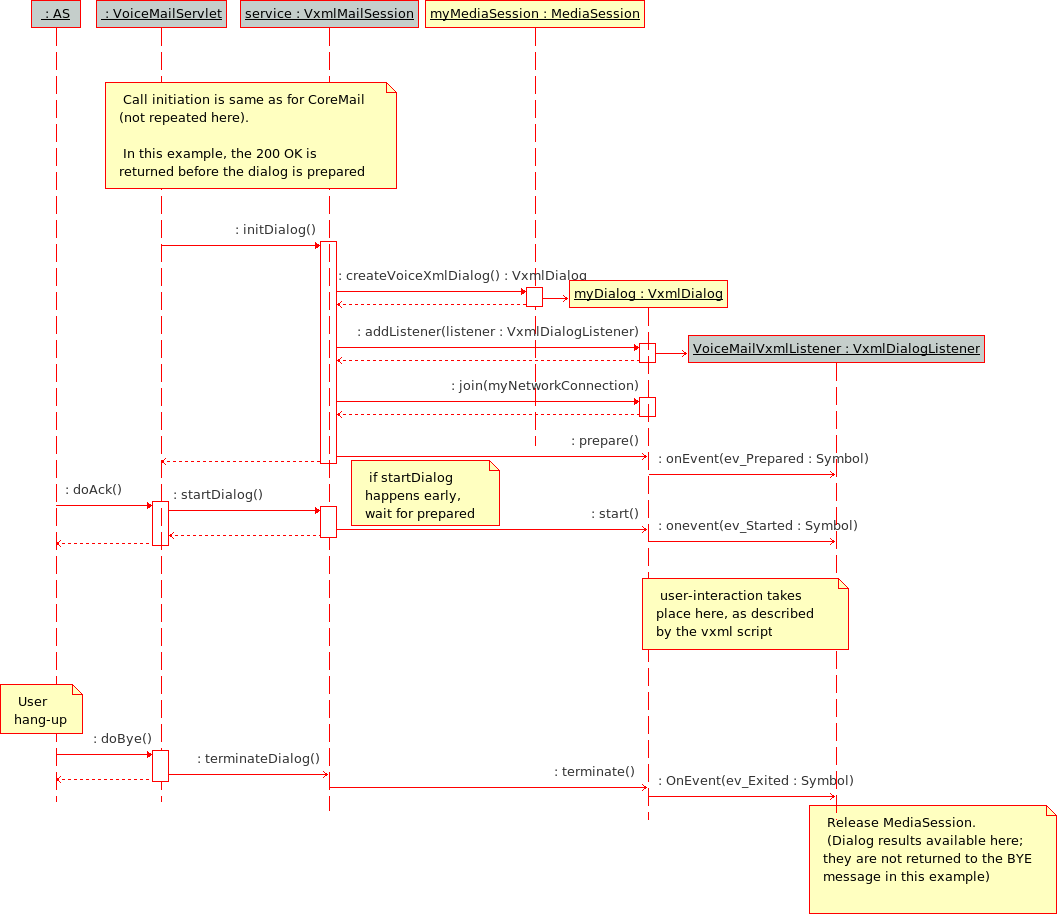 : AS
: VoiceMailServlet
service : VxmlMailSession
myMediaSession : MediaSession
Call initiation is same as for CoreMail
(not repeated here).
In this example, the 200 OK is
returned before the dialog is prepared
: initDialog()
: createVoiceXmlDialog() : VxmlDialog
myDialog : VxmlDialog
: addListener(listener : VxmlDialogListener)
VoiceMailVxmlListener : VxmlDialogListener
: join(myNetworkConnection)
: prepare()
: onEvent(ev_Prepared : Symbol)
if startDialog
happens early,
wait for prepared
: doAck()
: startDialog()
: start()
: onevent(ev_Started : Symbol)
user-interaction takes
place here, as described
by the vxml script
User
hang-up
: doBye()
: terminateDialog()
: terminate()
: OnEvent(ev_Exited : Symbol)
Release MediaSession.
(Dialog results available here;
they are not returned to the BYE
message in this example)